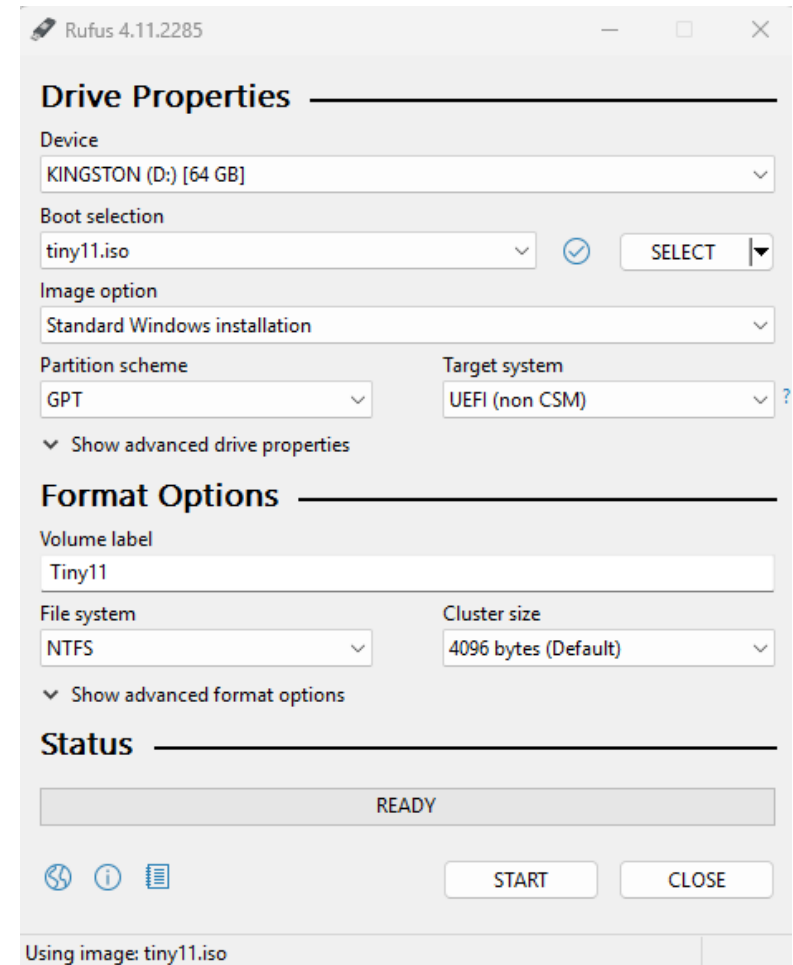 Rufus 4.11.2285
Drive Properties
Device
KINGSTON (D:) [64 GB]
Boot selection
tiny11.iso
SELECT
Image option
Standard Windows installation
Partition scheme
Target system
GPT
UEFI (non CSM)
?
Show advanced drive properties
Format Options
Volume label
Tiny11
File system
Cluster size
NTFS
4096 bytes (Default)
Show advanced format options
Status
READY
START
CLOSE
Using image: tiny11.iso